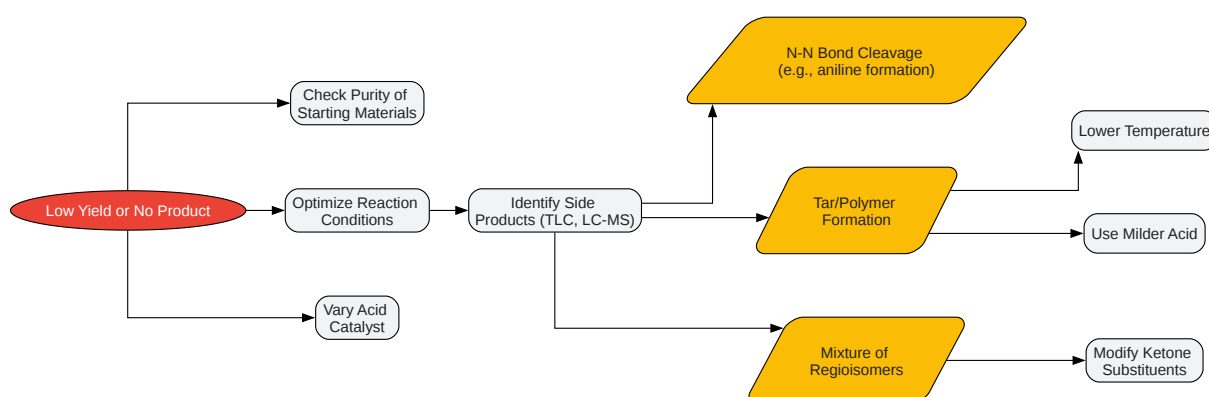 N-N Bond Cleavage
(e.g., aniline formation)
Check Purity of
Starting Materials
Lower Temperature
Low Yield or No Product
Optimize Reaction
Conditions
Identify Side
Products (TLC, LC-MS)
Tar/Polymer
Formation
Use Milder Acid
Vary Acid
Catalyst
Mixture of
Regioisomers
Modify Ketone
Substituents